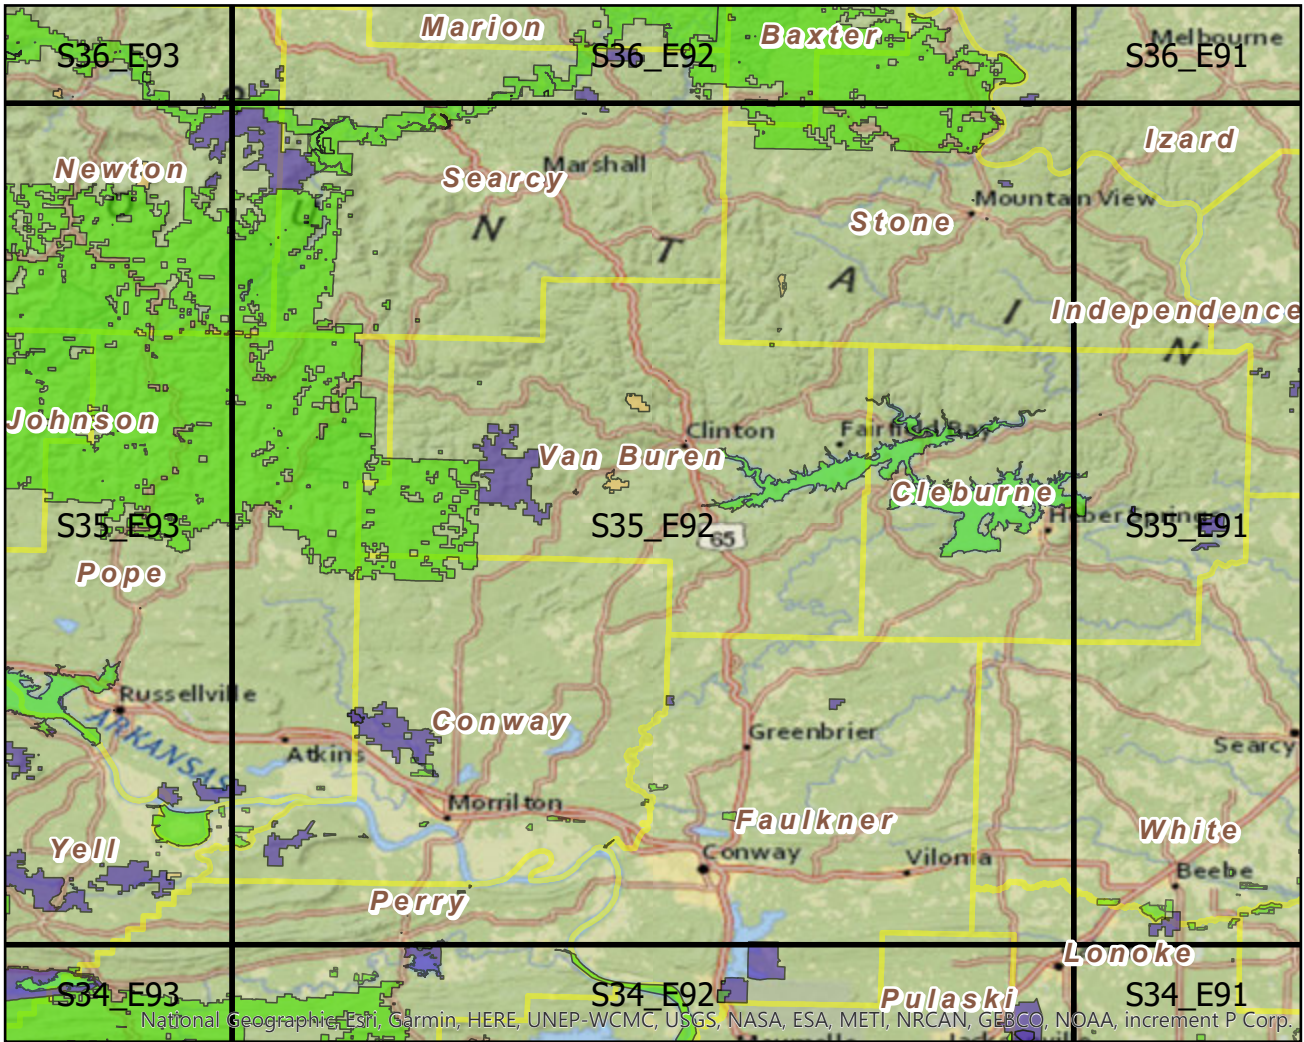 Marion
Baxter
Melbourne
S36_E93
S36_E92
S36_E91
Izard
Newton
Marshall
Searcy
Mountain View
Stone
U
N
T
A
I
N
Independence
Johnson
Clinton
Fairfield Bay
Van Buren
Cleburne
Heber Springs
S35_E93
S35_E92
S35_E91
65
Pope
Russellville
ARKANSAS
Conway
Greenbrier
Searcy
Atkins
Morrilton
Faulkner
White
Yell
Conway
Vilonia
Beebe
Perry
Lonoke
S34_E93
S34_E92
Pulaski
S34_E91
National Geographic, Esri, Garmin, HERE, UNEP-WCMC, USGS, NASA, ESA, METI, NRCAN, GEBCO, NOAA, increment P Corp.